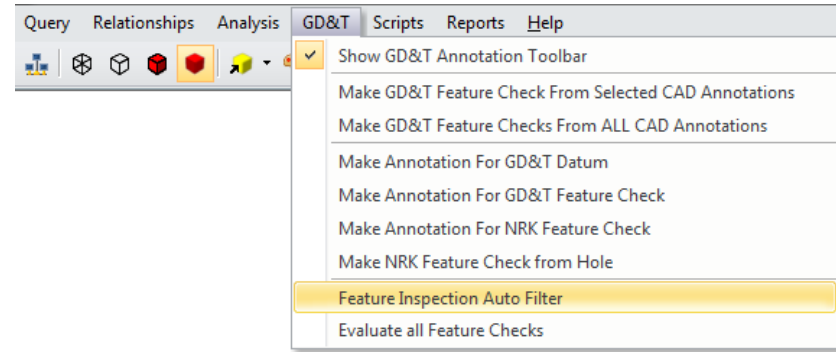 Query Relationships Analysis GD&T Scripts Reports Help
Show GD&T Annotation Toolbar
Make GD&T Feature Check From Selected CAD Annotations
Make GD&T Feature Checks From ALL CAD Annotations
Make Annotation For GD&T Datum
Make Annotation For GD&T Feature Check
Make Annotation For NRK Feature Check
Make NRK Feature Check from Hole
Feature Inspection Auto Filter
Evaluate all Feature Checks